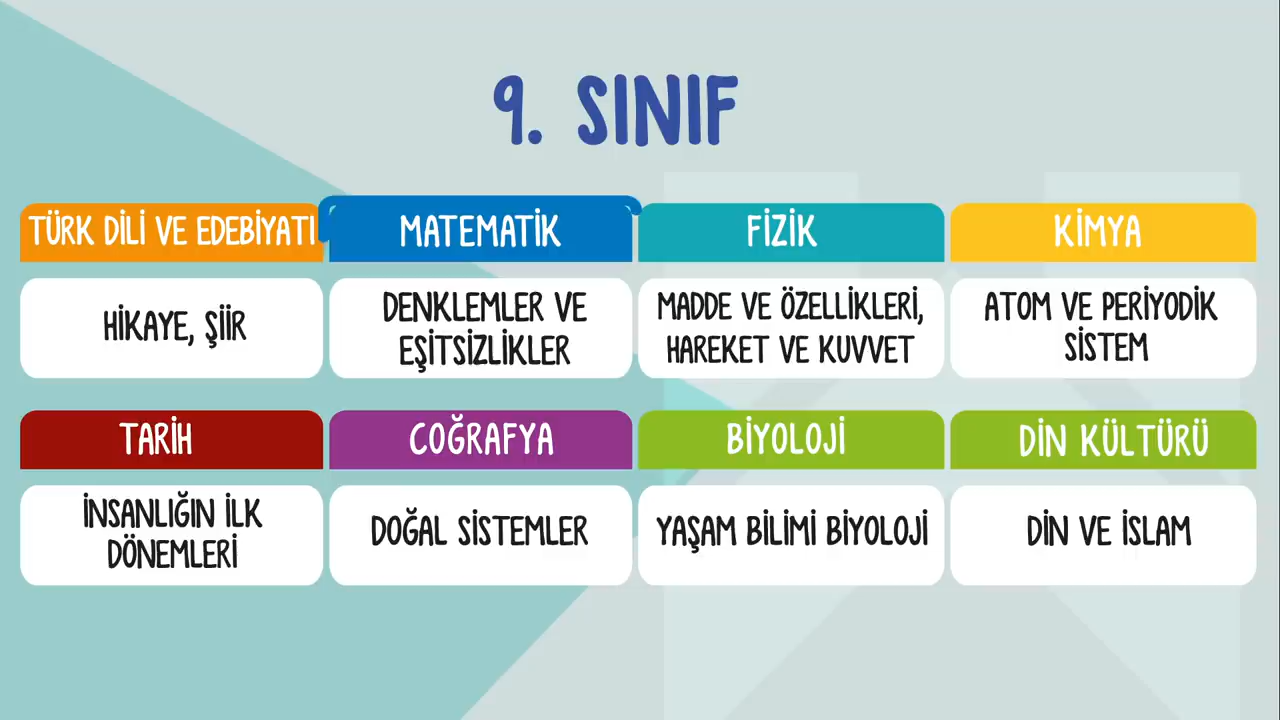 9. SINIF
TÜRK DİLİ VE EDEBİYATI
MATEMATİK
FİZİK
KİMYA
HİKAYE, ŞİİR
DENKLEMLER VE
EŞİTSİZLİKLER
MADDE VE ÖZELLİKLERİ,
HAREKET VE KUVVET
ATOM VE PERİYODİK
SİSTEM
TARİH
COĞRAFYA
BİYOLOJİ
DİN KÜLTÜRÜ
İNSANLIĞIN İLK
DÖNEMLERİ
DOĞAL SİSTEMLER
YAŞAM BİLİMİ BİYOLOJİ
DİN VE İSLAM